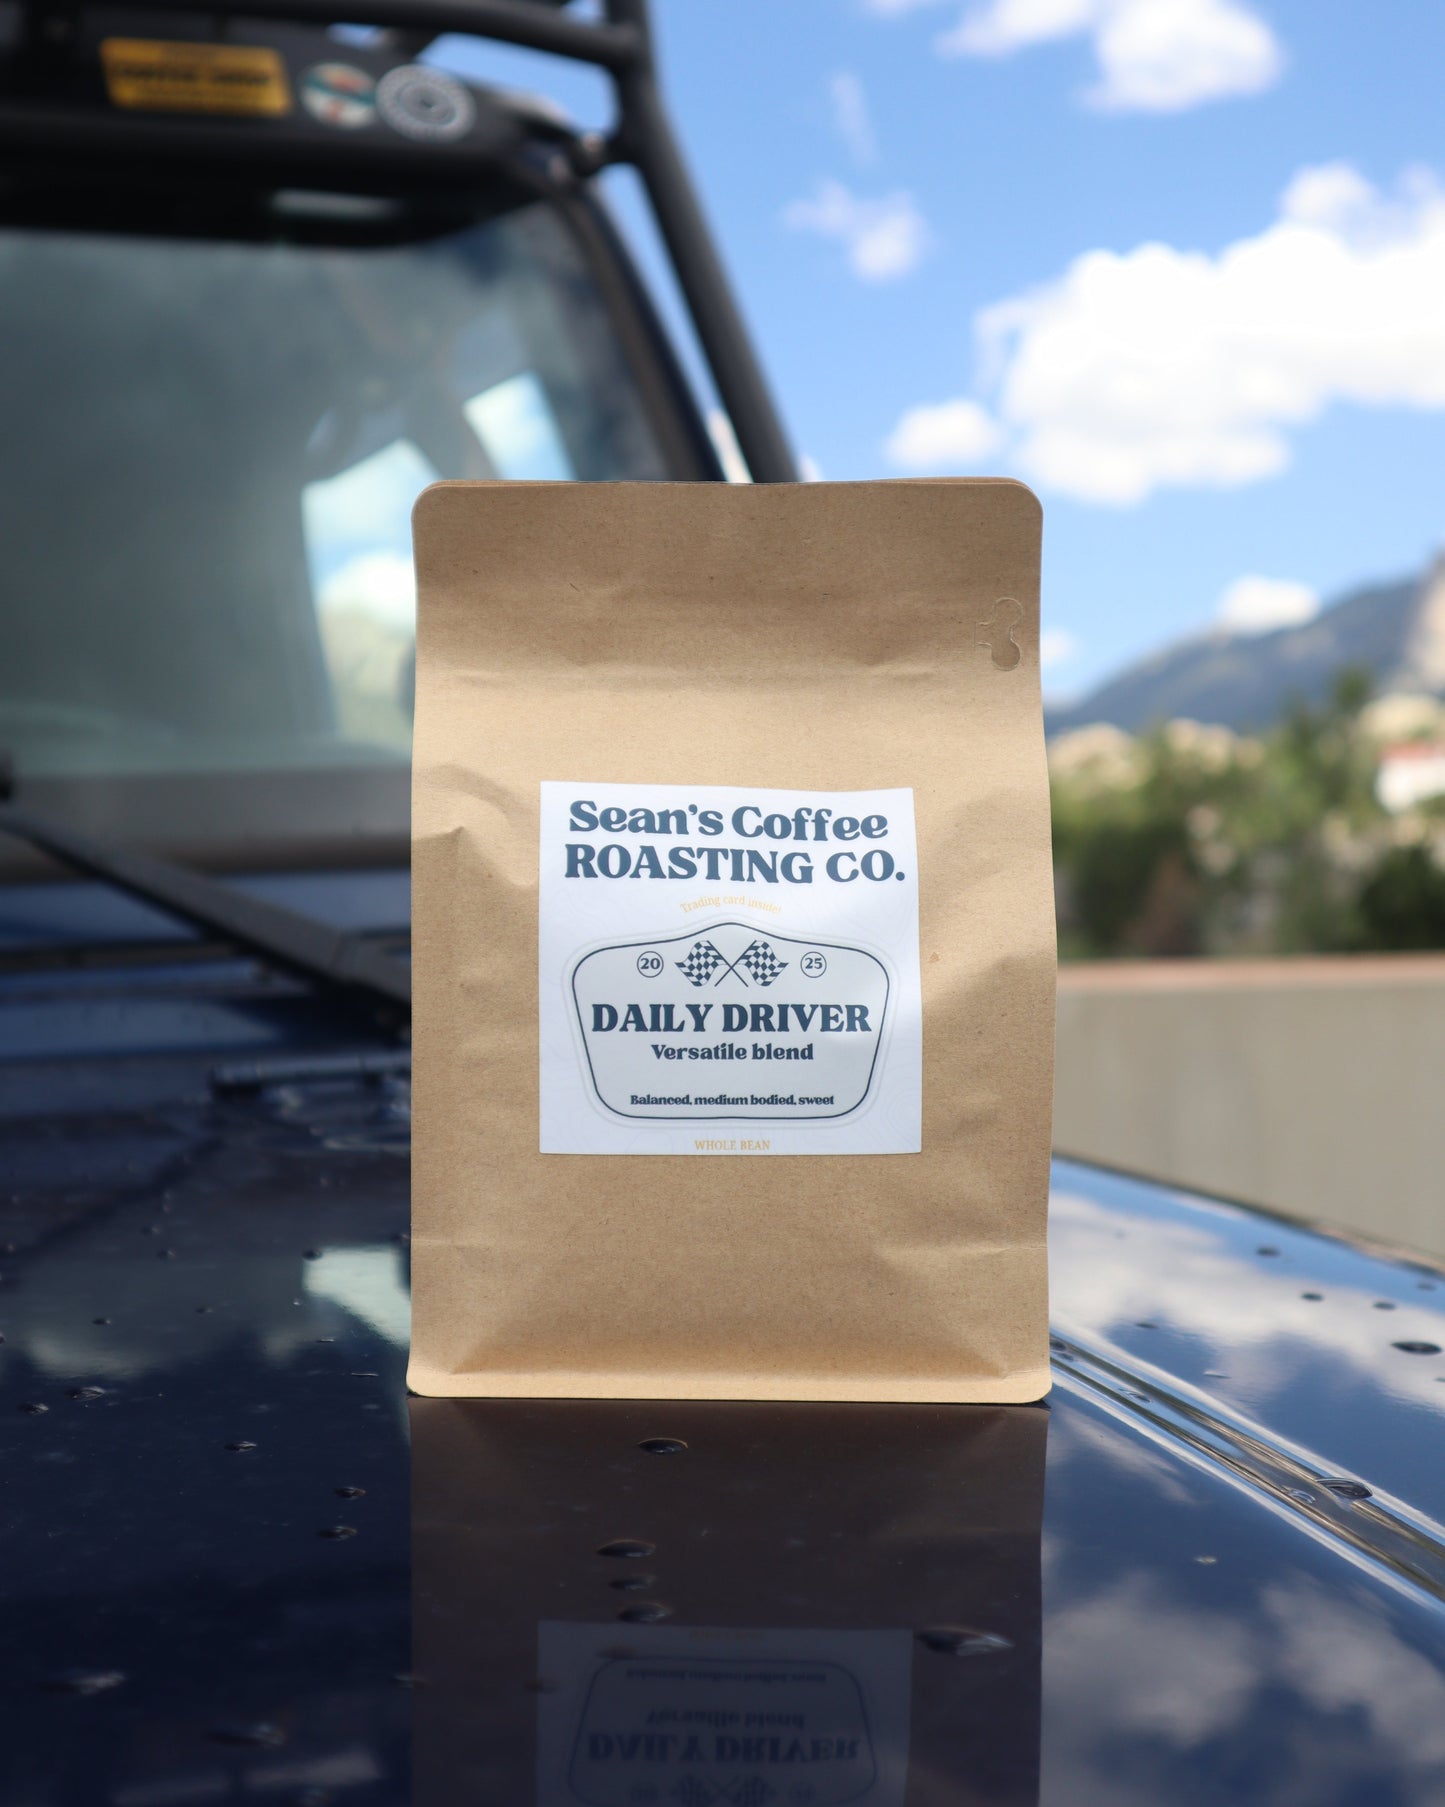 Sean's Coffee
ROASTING CO.
Trading card inside!
20 25
DAILY DRIVER
Versatile blend
Balanced, medium bodied, sweet
WHOLE BEAN